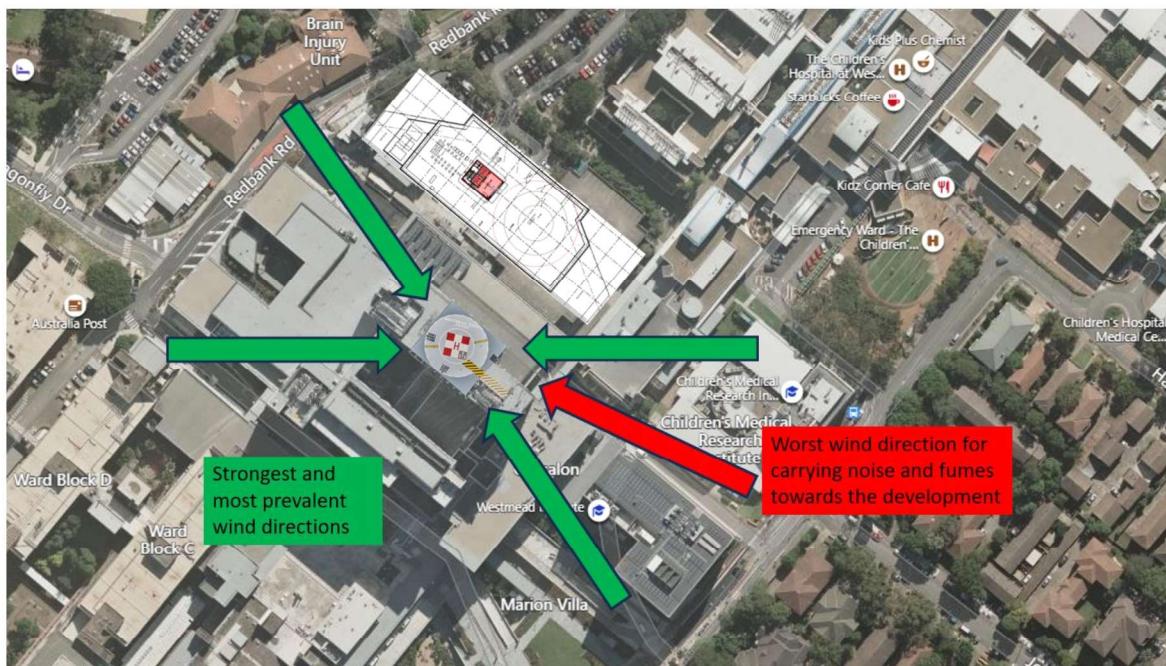 Brain
Injury
Unit
Redbank R
Kids Plus Chemist
The Children's
Hospital at Wes...
H
Starbucks Coffee
Redbank Rd
Kidz Corner Cafe
Emergency Ward - The
Children'...
H
Australia Post
H
Children's Hospital
Medical Ce...
Children's Medical
Research In...
Children's Medical
Research
Worst wind direction for
carrying noise and fumes
towards the development
Strongest and
most prevalent
wind directions
Ward Block D
Ward
Block C
Marion Villa